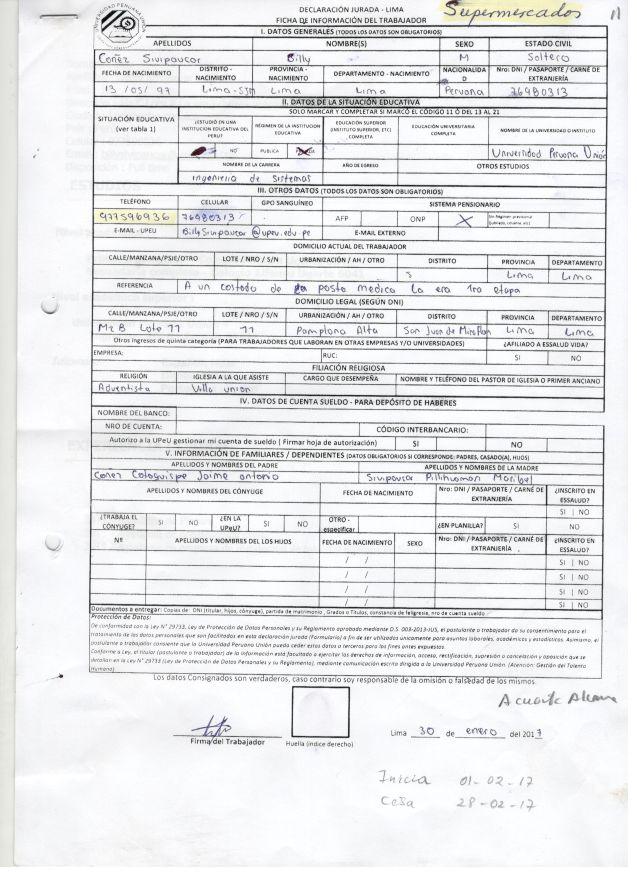 DECLARACIÓN JURADA - LIMA
FICHA DE INFORMACIÓN DEL TRABAJADOR
Supermercados
11
I. DATOS GENERALES (TODOS LOS DATOS SON OBLIGATORIOS)
APELLIDOS NOMBRE(S) SEXO ESTADO CIVIL
Cañez Sivipaucar Billy M Soltero
FECHA DE NACIMIENTO DISTRITO - NACIMIENTO PROVINCIA - NACIMIENTO DEPARTAMENTO - NACIMIENTO NACIONALIDAD Nro: DNI / PASAPORTE / CARNÉ DE EXTRANJERÍA
13 / 05 / 97 Lima-SJM Lima Lima Peruana 76980313
II. DATOS DE LA SITUACIÓN EDUCATIVA
SOLO MARCAR Y COMPLETAR SI MARCÓ EL CÓDIGO 11 Ó DEL 13 AL 21
SITUACIÓN EDUCATIVA (ver tabla 1) ¿ESTUDIÓ EN UNA INSTITUCIÓN EDUCATIVA DEL PERÚ? RÉGIMEN DE LA INSTITUCION EDUCATIVA EDUCACIÓN SUPERIOR (INSTITUTO SUPERIOR, ETC) COMPLETA EDUCACIÓN UNIVERSITARIA COMPLETA NOMBRE DE LA UNIVERSIDAD O INSTITUTO
NO PUBLICA Universidad Peruana Unión
NOMBRE DE LA CARRERA AÑO DE EGRESO OTROS ESTUDIOS
Ingeniería de Sistemas
III. OTROS DATOS (TODOS LOS DATOS SON OBLIGATORIOS)
TELÉFONO CELULAR GPO SANGUÍNEO SISTEMA PENSIONARIO
977596936 76980313 AFP ONP X
E-MAIL - UPEU BillySivipaucar @upeu.edu.pe E-MAIL EXTERNO
DOMICILIO ACTUAL DEL TRABAJADOR
CALLE/MANZANA/PSJE/OTRO LOTE / NRO / S/N URBANIZACIÓN / AH / OTRO DISTRITO PROVINCIA DEPARTAMENTO
S Lima Lima
REFERENCIA A un costado de la posta medica la era 1ra etapa
DOMICILIO LEGAL (SEGÚN DNI)
CALLE/MANZANA/PSJE/OTRO LOTE / NRO / S/N URBANIZACIÓN / AH / OTRO DISTRITO PROVINCIA DEPARTAMENTO
Mz B Lote 11 11 Pamplona Alta San Juan de Miraflor Lima Lima
Otros ingresos de quinta categoría (PARA TRABAJADORES QUE LABORAN EN OTRAS EMPRESAS Y/O UNIVERSIDADES) ¿AFILIADO A ESSALUD VIDA?
EMPRESA: RUC: SI NO
FILIACIÓN RELIGIOSA
RELIGIÓN IGLESIA A LA QUE ASISTE CARGO QUE DESEMPEÑA NOMBRE Y TELÉFONO DEL PASTOR DE IGLESIA O PRIMER ANCIANO
Adventista Villa union
IV. DATOS DE CUENTA SUELDO - PARA DEPÓSITO DE HABERES
NOMBRE DEL BANCO:
NRO DE CUENTA: CÓDIGO INTERBANCARIO:
Autorizo a la UPeU gestionar mi cuenta de sueldo ( Firmar hoja de autorización) SI NO
V. INFORMACIÓN DE FAMILIARES / DEPENDIENTES (DATOS OBLIGATORIOS SI CORRESPONDE: PADRES, CASADO(A), HIJOS)
APELLIDOS Y NOMBRES DEL PADRE APELLIDOS Y NOMBRES DE LA MADRE
Cañez Calaquispe Jaime antonio Sivipaucar Pillihuaman Maribel
APELLIDOS Y NOMBRES DEL CÓNYUGE FECHA DE NACIMIENTO Nro: DNI / PASAPORTE / CARNÉ DE EXTRANJERÍA ¿INSCRITO EN ESSALUD?
SI | NO
¿TRABAJA EL CÓNYUGE? SI NO ¿EN LA UPeU? SI NO OTRO - especificar ¿EN PLANILLA? SI NO
Nº APELLIDOS Y NOMBRES DEL LOS HIJOS FECHA DE NACIMIENTO SEXO Nro: DNI / PASAPORTE / CARNÉ DE EXTRANJERÍA ¿INSCRITO EN ESSALUD?
/ / SI | NO
/ / SI | NO
/ / SI | NO
/ / SI | NO
Documentos a entregar: Copias de: DNI (titular, hijos, cónyuge), partida de matrimonio, Grados o Títulos, constancia de feligresía, nro de cuenta sueldo
Protección de Datos:
De conformidad con la Ley N° 29733, Ley de Protección de Datos Personales y su Reglamento aprobado mediante D.S. 003-2013-JUS, el postulante o trabajador da su consentimiento para el
tratamiento de los datos personales que son facilitados en esta declaración jurada (Formulario) a fin de ser utilizados únicamente para asuntos laborales, académicos y estadísticos. Asimismo, el
postulante o trabajador consiente que la Universidad Peruana Unión pueda ceder estos datos a terceros para los fines antes expuestos.
Conforme a Ley, el titular (postulante o trabajador) de la información está facultado a ejercitar los derechos de información, acceso, rectificación, supresión o cancelación y oposición que se
detallan en la Ley N° 29733 (Ley de Protección de Datos Personales y su Reglamento), mediante comunicación escrita dirigida a la Universidad Peruana Unión. (Atención: Gestión del Talento
Humano)
Los datos Consignados son verdaderos, caso contrario soy responsable de la omisión o falsedad de los mismos.
Firma del Trabajador
Huella (índice derecho)
Lima 30 de enero del 2017
Inicia 01-02-17
Cesa 28-02-17